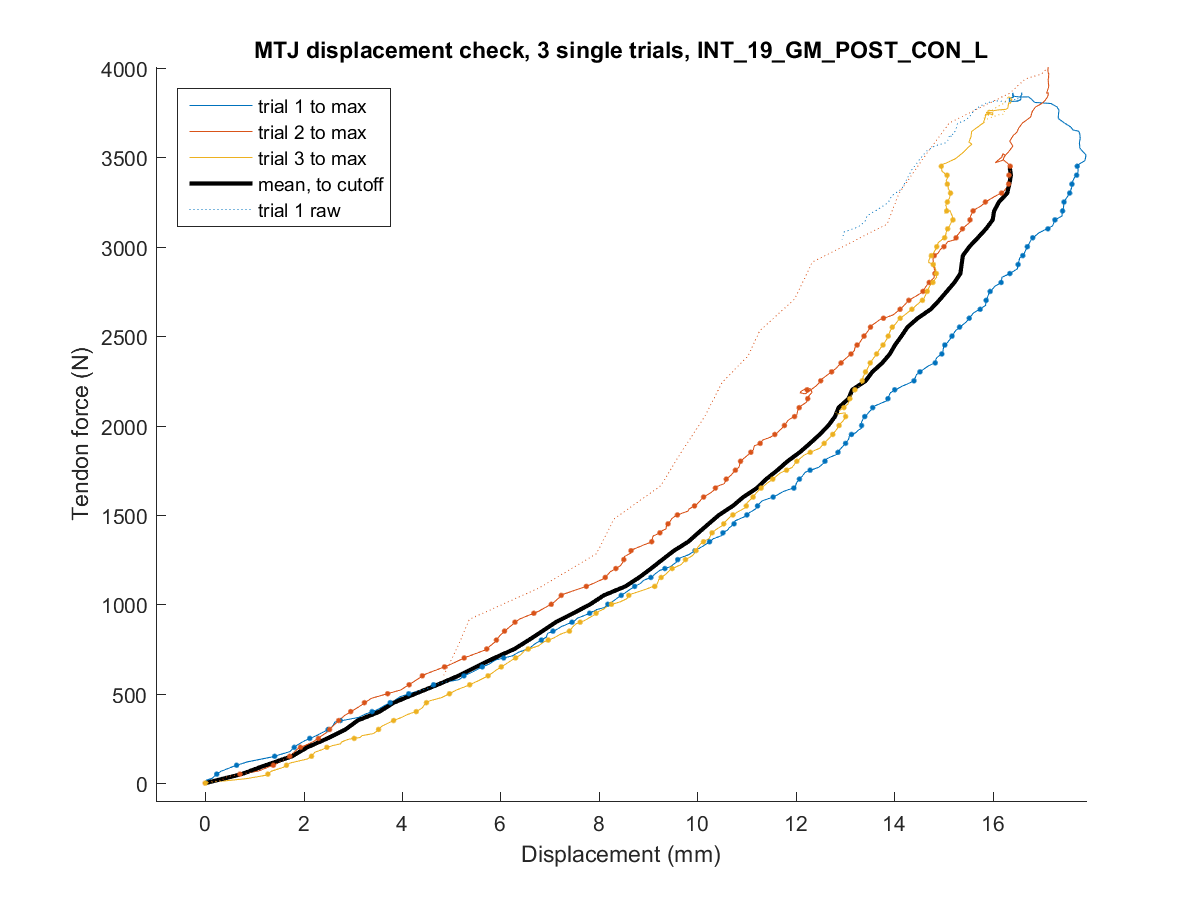 MTJ displacement check, 3 single trials, INT_19_GM_POST_CON_L
4000
3500
3000
2500
2000
1500
1000
500
0
Tendon force (N)
trial 1 to max
trial 2 to max
trial 3 to max
mean, to cutoff
trial 1 raw
0 2 4 6 8 10 12 14 16
Displacement (mm)